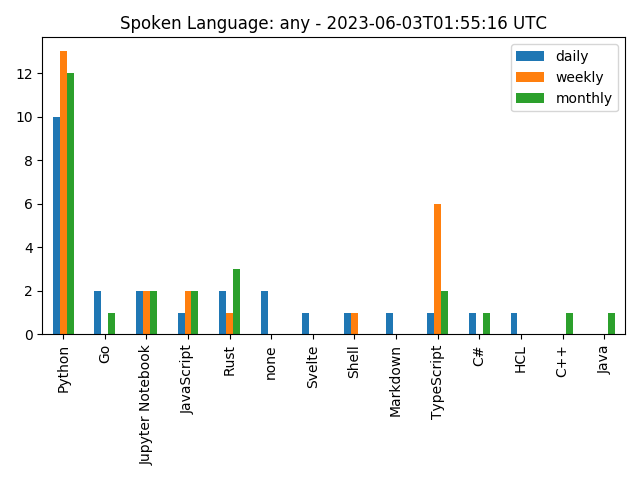 Spoken Language: any - 2023-06-03T01:55:16 UTC
daily
weekly
monthly
12
10
8
6
4
2
0
Python
Go
Jupyter Notebook
JavaScript
Rust
none
Svelte
Shell
Markdown
TypeScript
C#
HCL
C++
Java